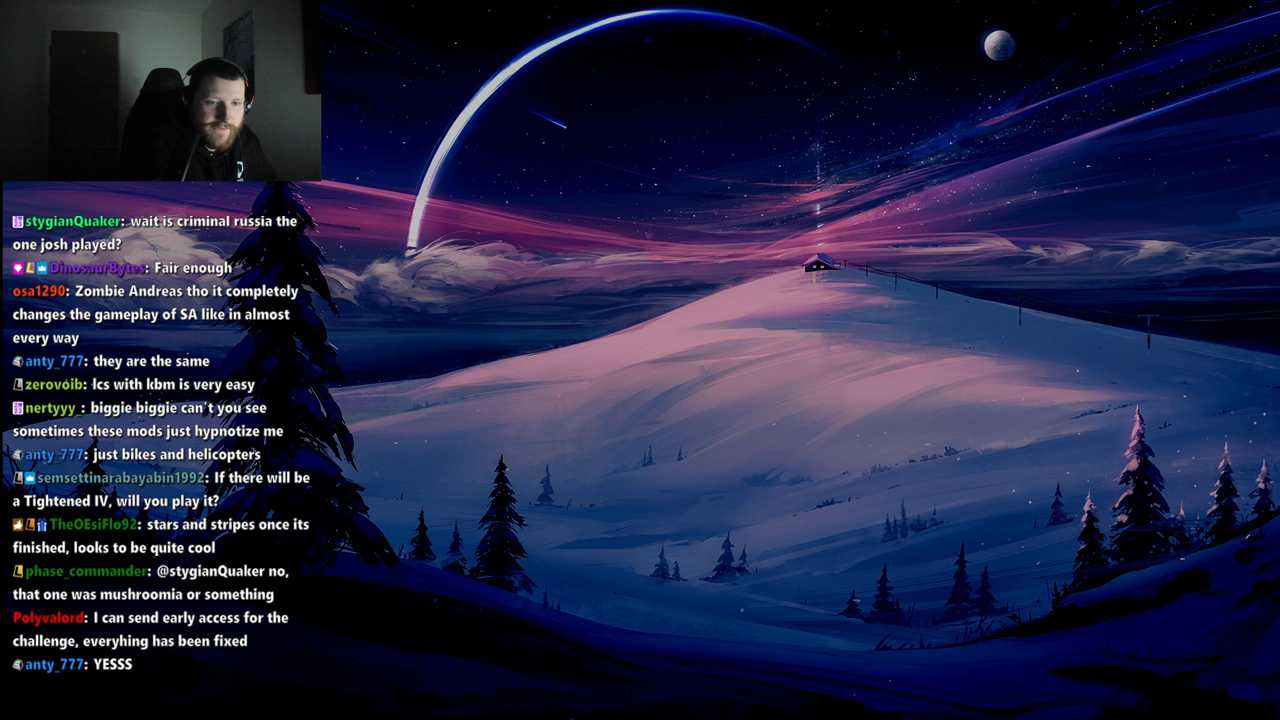 stygianQuaker: wait is criminal russia the
one josh played?
DinosaurBytes: Fair enough
osa1290: Zombie Andreas tho it completely
changes the gameplay of SA like in almost
every way
anty_777: they are the same
zerovoib: lcs with kbm is very easy
nertyyy_: biggie biggie can't you see
sometimes these mods just hypnotize me
anty_777: just bikes and helicopters
semsettinarabayabin1992: If there will be
a Tightened IV, will you play it?
TheOEsiFlo92: stars and stripes once its
finished, looks to be quite cool
phase_commander: @stygianQuaker no,
that one was mushroomia or something
Polyvalord: I can send early access for the
challenge, everyhing has been fixed
anty_777: YESSS